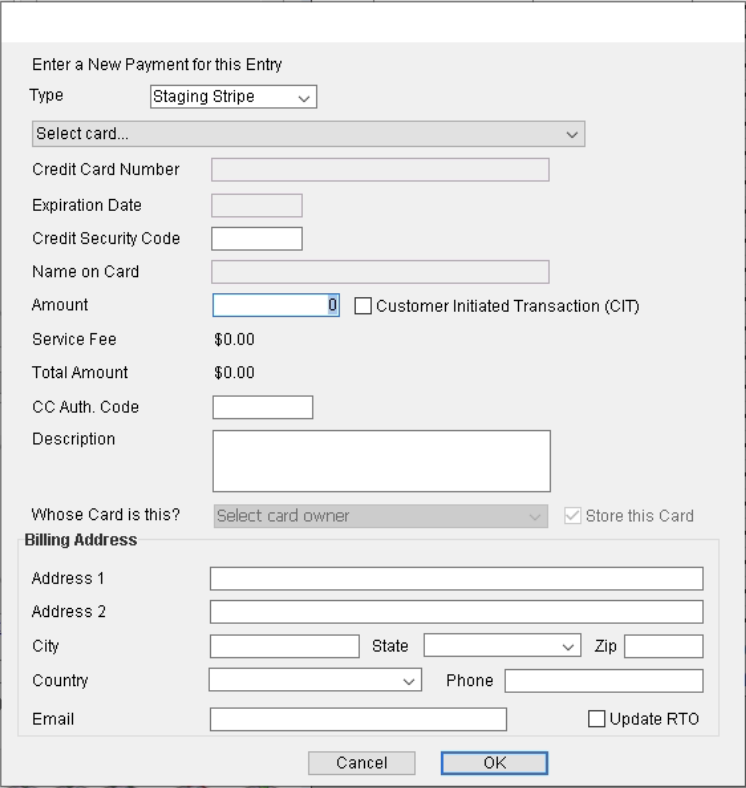 Enter a New Payment for this Entry
Type Staging Stripe
Select card...
Credit Card Number
Expiration Date
Credit Security Code
Name on Card
Amount 0 Customer Initiated Transaction (CIT)
Service Fee $0.00
Total Amount $0.00
CC Auth. Code
Description
Whose Card is this? Select card owner Store this Card
Billing Address
Address 1
Address 2
City State Zip
Country Phone
Email Update RTO
Cancel OK